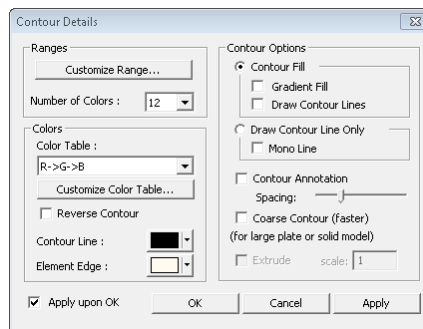 Contour Details
Ranges
Customize Range...
Number of Colors :
12
Colors
Color Table :
R->G->B
Customize Color Table...
Reverse Contour
Contour Line :
Element Edge :
Contour Options
Contour Fill
Gradient Fill
Draw Contour Lines
Draw Contour Line Only
Mono Line
Contour Annotation
Spacing:
Coarse Contour (faster)
(for large plate or solid model)
Extrude scale: 1
Apply upon OK
OK Cancel Apply